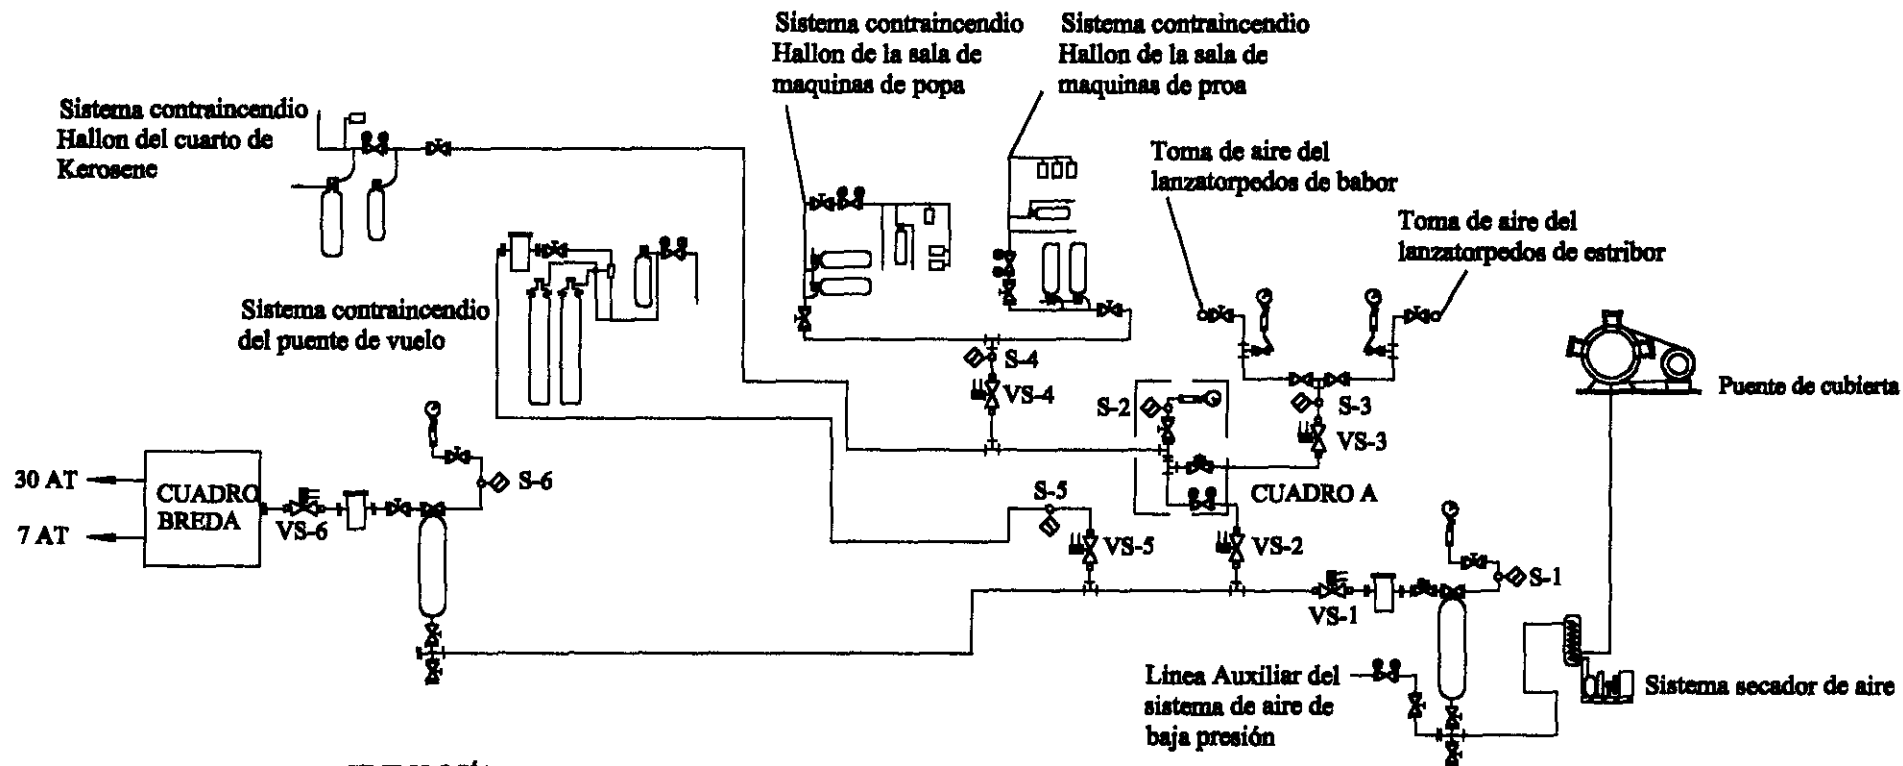 Sistema contraincendio
Hallon de la sala de
maquinas de popa
Sistema contraincendio
Hallon de la sala de
maquinas de proa
Sistema contraincendio
Hallon del cuarto de
Kerosene
Toma de aire del
lanzatorpedos de babor
Toma de aire del
lanzatorpedos de estribor
Sistema contraincendio
del puente de vuelo
S-4
VS-4
S-2
S-3
VS-3
Puente de cubierta
30 AT
7 AT
CUADRO
BREDA
VS-6
S-6
S-5
VS-5
CUADRO A
VS-2
VS-1
S-1
Linea Auxiliar del
sistema de aire de
baja presión
Sistema secador de aire